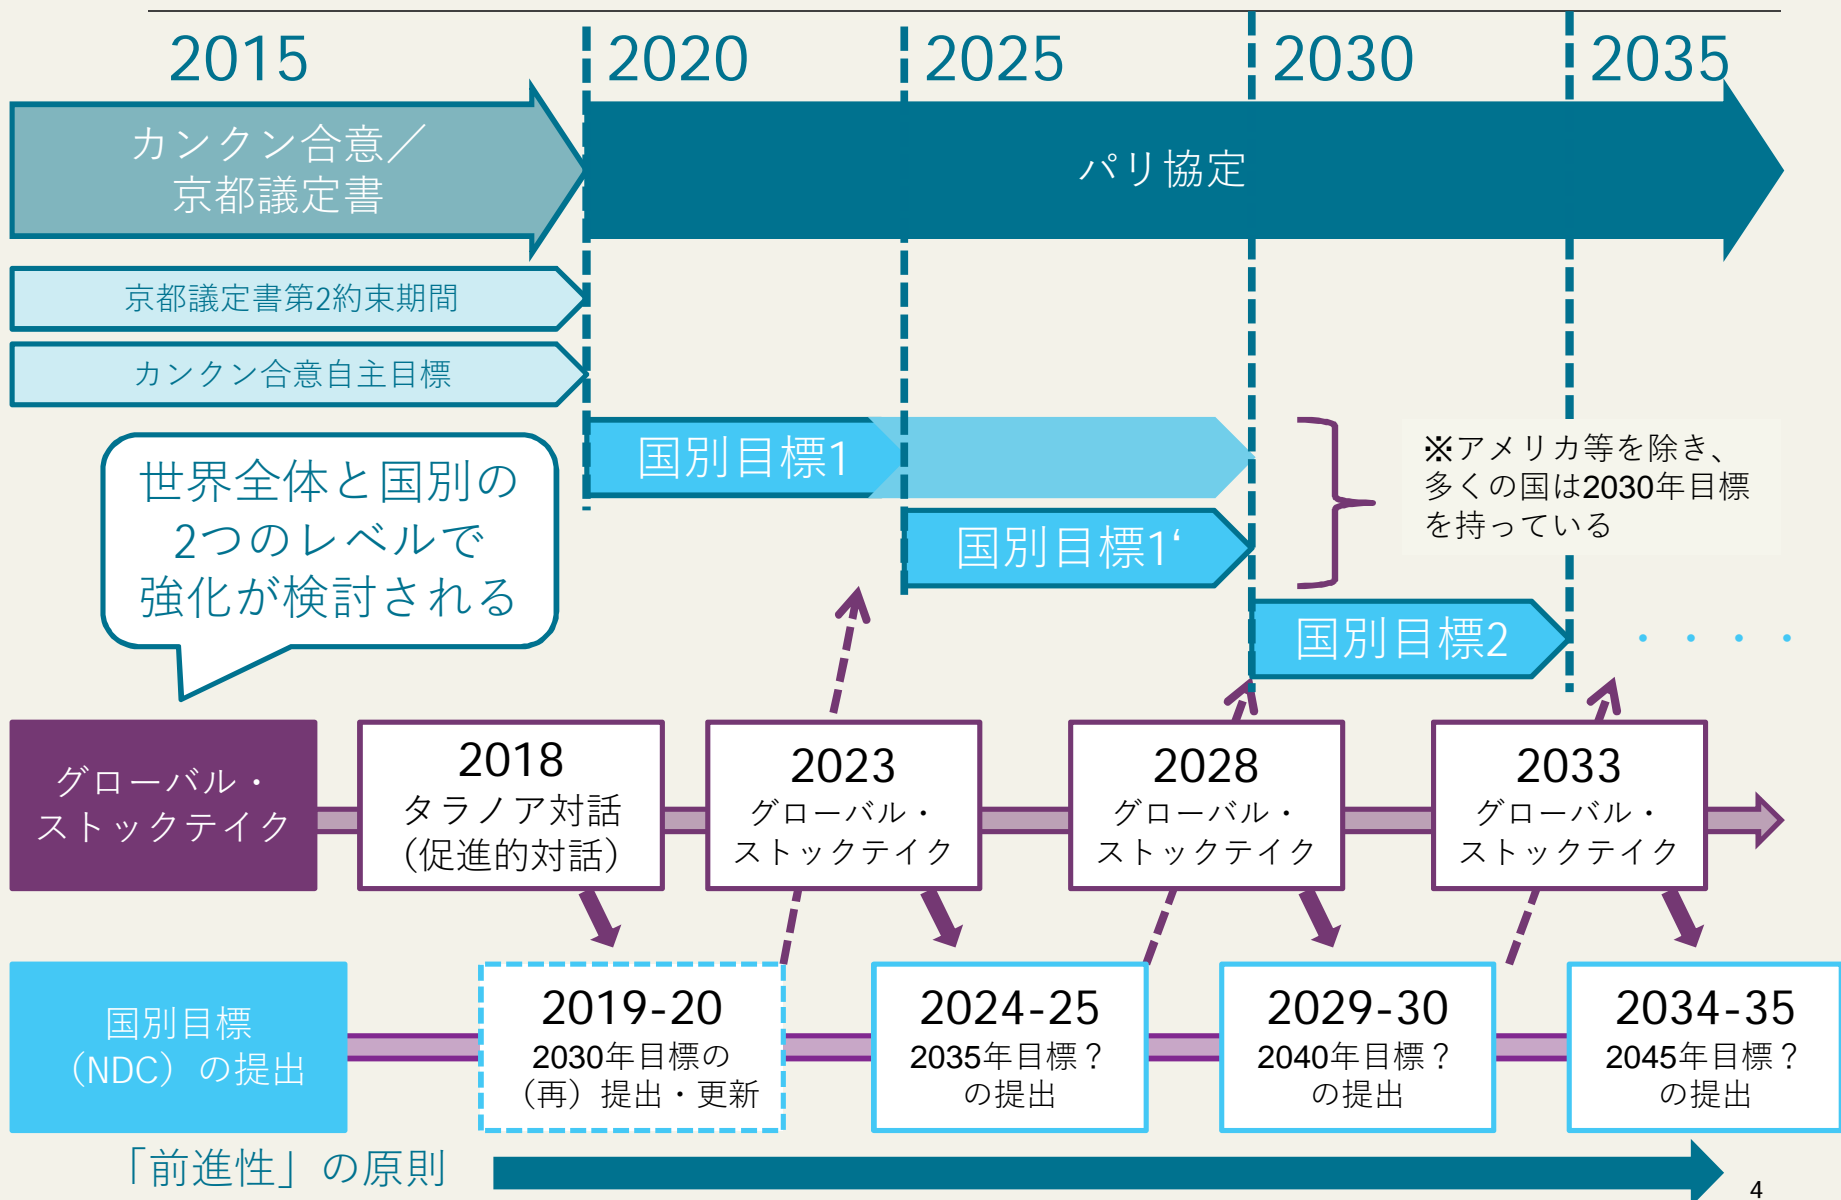 2015
2020
2025
2030
2035
カンクン合意／
京都議定書
パリ協定
京都議定書第2約束期間
カンクン合意自主目標
国別目標1
※アメリカ等を除き、
多くの国は2030年目標
を持っている
世界全体と国別の
2つのレベルで
強化が検討される
国別目標1‘
国別目標2
・・・・
グローバル・
ストックテイク
2018
タラノア対話
（促進的対話）
2023
グローバル・
ストックテイク
2028
グローバル・
ストックテイク
2033
グローバル・
ストックテイク
国別目標
（NDC）の提出
2019-20
2030年目標の
（再）提出・更新
2024-25
2035年目標？
の提出
2029-30
2040年目標？
の提出
2034-35
2045年目標？
の提出
「前進性」の原則
4